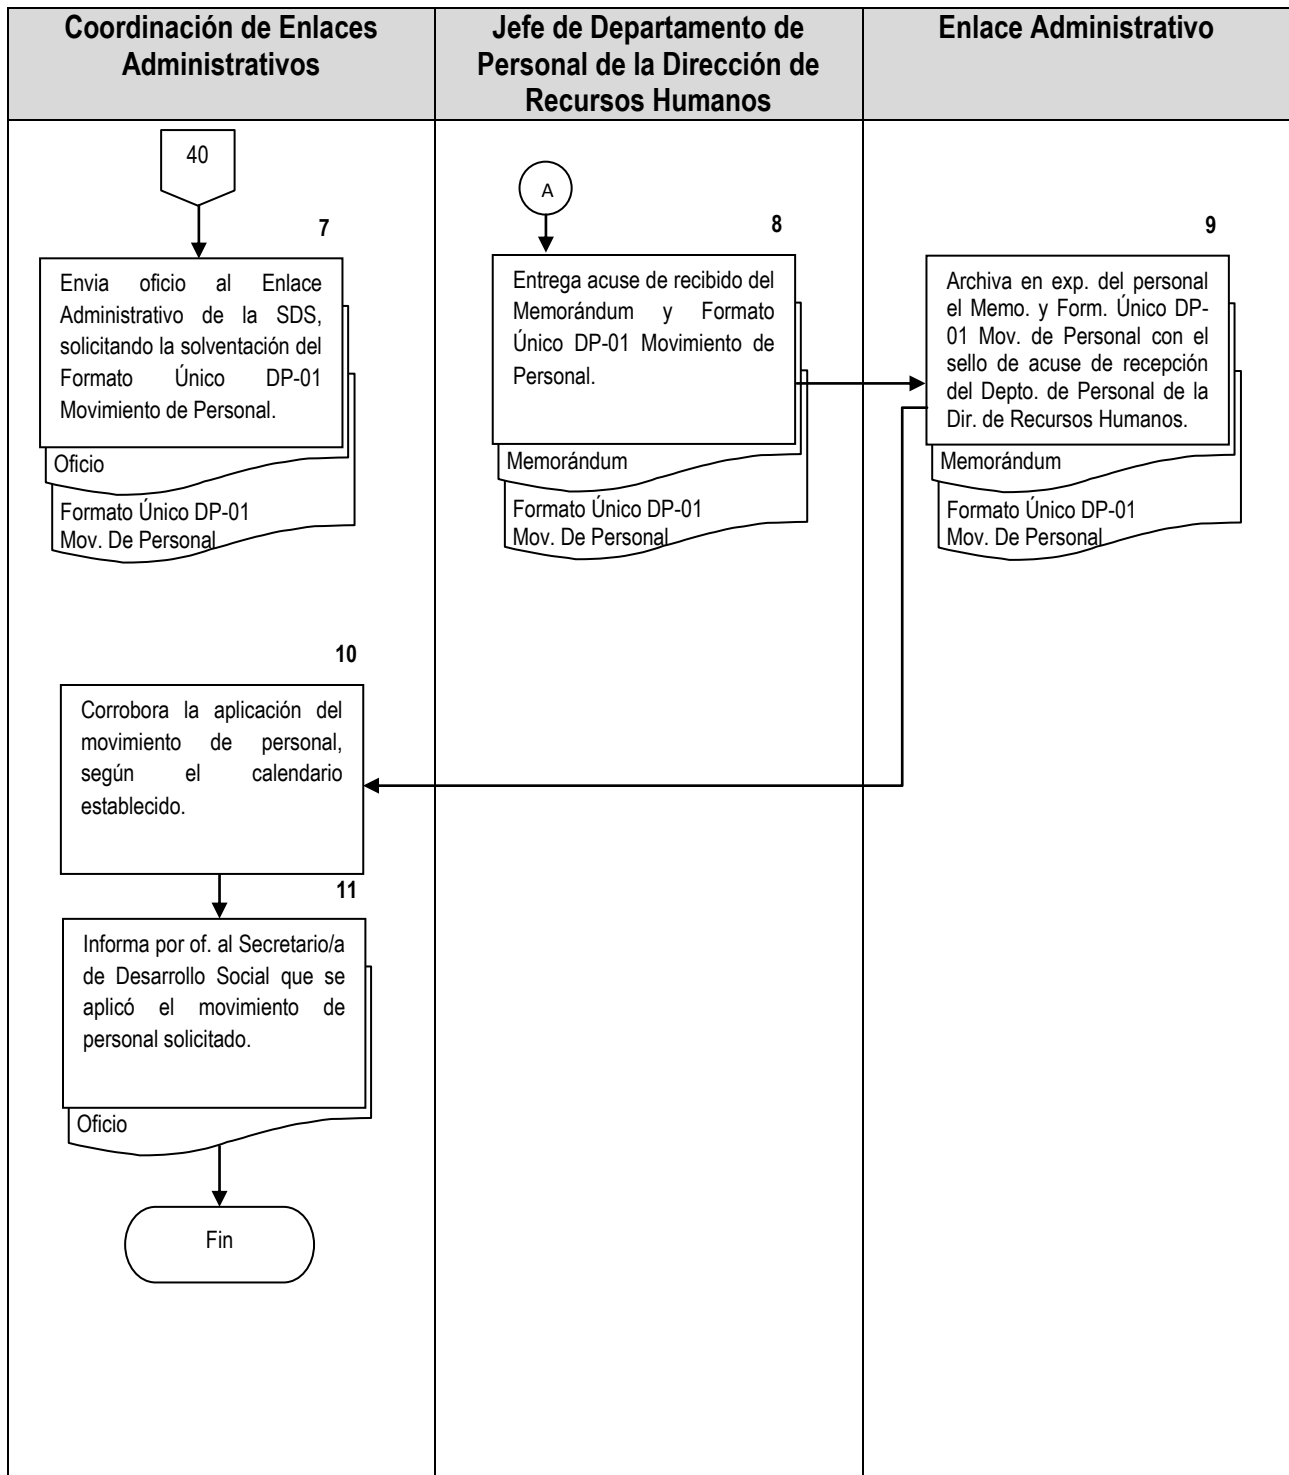 Coordinación de Enlaces
Administrativos
Jefe de Departamento de
Personal de la Dirección de
Recursos Humanos
Enlace Administrativo
40
7
Envia oficio al Enlace
Administrativo de la SDS,
solicitando la solventación del
Formato Único DP-01
Movimiento de Personal.
Oficio
Formato Único DP-01
Mov. De Personal
A
8
Entrega acuse de recibido del
Memorándum y Formato
Único DP-01 Movimiento de
Personal.
Memorándum
Formato Único DP-01
Mov. De Personal
9
Archiva en exp. del personal
el Memo. y Form. Único DP-
01 Mov. de Personal con el
sello de acuse de recepción
del Depto. de Personal de la
Dir. de Recursos Humanos.
Memorándum
Formato Único DP-01
Mov. De Personal
10
Corrobora la aplicación del
movimiento de personal,
según el calendario
establecido.
11
Informa por of. al Secretario/a
de Desarrollo Social que se
aplicó el movimiento de
personal solicitado.
Oficio
Fin